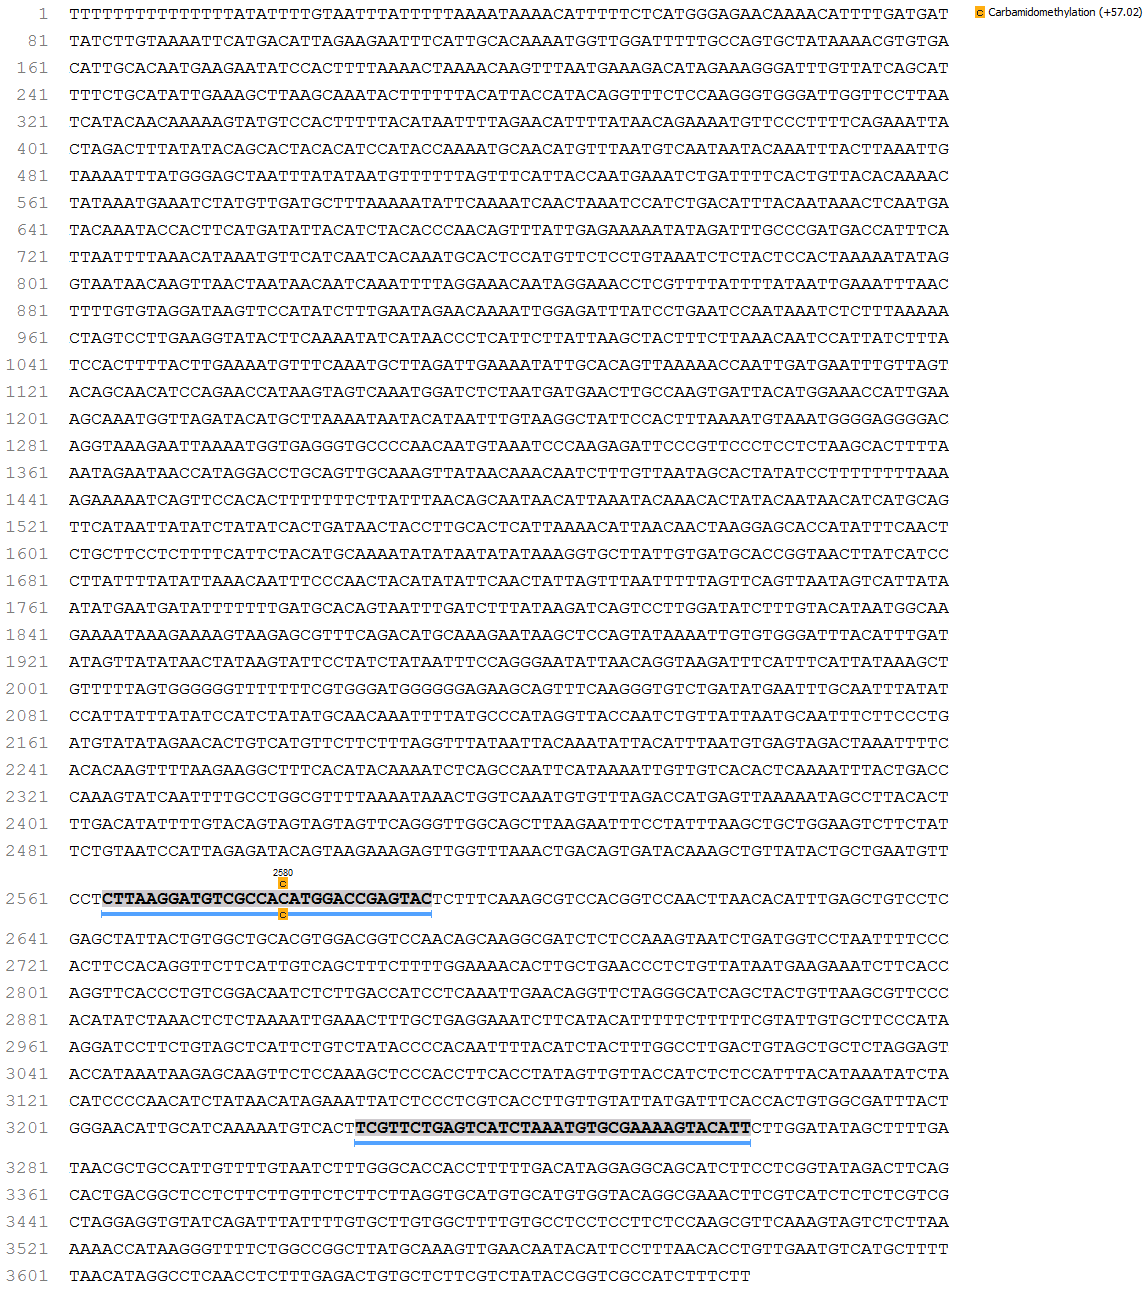 1 TTTTTTTTTTTTTTTATATTTTGTAATTTATTTTTAAAATAAAACATTTTTCTCATGGGAGAACAAAACATTTTGATGAT
C Carbamidomethylation (+57.02)
81 TATCTTGTAAAATTCATGACATTAGAAGAATTTCATTGCACAAAATGGTTGGATTTTTGCCAGTGCTATAAAACGTGTGA
161 CATTGCACAATGAAGAATATCCACTTTTAAAACTAAAACAAGTTTAATGAAAGACATAGAAAGGGATTTGTTATCAGCAT
241 TTTCTGCATATTGAAAGCTTAAGCAAATACTTTTTTACATTACCATACAGGTTTCTCCAAGGGTGGGATTGGTTCCTTAA
321 TCATACAACAAAAAGTATGTCCACTTTTTACATAATTTTAGAACATTTTATAACAGAAAATGTTCCCTTTTCAGAAATTA
401 CTAGACTTTATATACAGCACTACACATCCATACCAAAATGCAACATGTTTAATGTCAATAATACAAATTTACTTAAATTG
481 TAAAATTTATGGGAGCTAATTTATATAATGTTTTTTAGTTTCATTACCAATGAAATCTGATTTTCACTGTTACACAAAAC
561 TATAAATGAAATCTATGTTGATGCTTTAAAAATATTCAAAATCAACTAAATCCATCTGACATTTACAATAAACTCAATGA
641 TACAAATACCACTTCATGATATTACATCTACACCCAACAGTTTATTGAGAAAAATATAGATTTGCCCGATGACCATTTCA
721 TTAATTTTAAACATAAATGTTCATCAATCACAAATGCACTCCATGTTCTCCTGTAAATCTCTACTCCACTAAAAATATAG
801 GTAATAACAAGTTAACTAATAACAATCAAATTTTAGGAAACAATAGGAAACCTCGTTTTATTTTATAATTGAAATTTAAC
881 TTTTGTGTAGGATAAGTTCCATATCTTTGAATAGAACAAAATTGGAGATTTATCCTGAATCCAATAAATCTCTTTAAAAA
961 CTAGTCCTTGAAGGTATACTTCAAAATATCATAACCCTCATTCTTATTAAGCTACTTTCTTAAACAATCCATTATCTTTA
1041 TCCACTTTTACTTGAAAATGTTTCAAATGCTTAGATTGAAAATATTGCACAGTTAAAAACCAATTGATGAATTTGTTAGT
1121 ACAGCAACATCCAGAACCATAAGTAGTCAAATGGATCTCTAATGATGAACTTGCCAAGTGATTACATGGAAACCATTGAA
1201 AGCAAATGGTTAGATACATGCTTAAAATAATACATAATTTGTAAGGCTATTCCACTTTAAAATGTAAATGGGGAGGGGAC
1281 AGGTAAAGAATTAAAATGGTGAGGGTGCCCCAACAATGTAAATCCCAAGAGATTCCCGTTCCCTCCTCTAAGCACTTTTA
1361 AATAGAATAACCATAGGACCTGCAGTTGCAAAGTTATAACAAACAATCTTTGTTAATAGCACTATATCCTTTTTTTTAAA
1441 AGAAAAATCAGTTCCACACTTTTTTTCTTATTTAACAGCAATAACATTAAATACAAACACTATACAATAACATCATGCAG
1521 TTCATAATTATATCTATATCACTGATAACTACCTTGCACTCATTAAAACATTAACAACTAAGGAGCACCATATTTCAACT
1601 CTGCTTCCTCTTTTCATTCTACATGCAAAATATATAATATATAAAGGTGCTTATTGTGATGCACCGGTAACTTATCATCC
1681 CTTATTTTATATTAAACAATTTCCCAACTACATATATTCAACTATTAGTTTAATTTTTAGTTCAGTTAATAGTCATTATA
1761 ATATGAATGATATTTTTTTGATGCACAGTAATTTGATCTTTATAAGATCAGTCCTTGGATATCTTTGTACATAATGGCAA
1841 GAAAATAAAGAAAAGTAAGAGCGTTTCAGACATGCAAAGAATAAGCTCCAGTATAAAATTGTGTGGGATTTACATTTGAT
1921 ATAGTTATATAACTATAAGTATTCCTATCTATAATTTCCAGGGAATATTAACAGGTAAGATTTCATTTCATTATAAAGCT
2001 GTTTTTAGTGGGGGGTTTTTTTCGTGGGATGGGGGGAGAAGCAGTTTCAAGGGTGTCTGATATGAATTTGCAATTTATAT
2081 CCATTATTTATATCCATCTATATGCAACAAATTTTATGCCCATAGGTTACCAATCTGTTATTAATGCAATTTCTTCCCTG
2161 ATGTATATAGAACACTGTCATGTTCTTCTTTAGGTTTATAATTACAAATATTACATTTAATGTGAGTAGACTAAATTTTC
2241 ACACAAGTTTTAAGAAGGCTTTCACATACAAAATCTCAGCCAATTCATAAAATTGTTGTCACACTCAAAATTTACTGACC
2321 CAAAGTATCAATTTTGCCTGGCGTTTTAAAATAAACTGGTCAAATGTGTTTAGACCATGAGTTAAAAATAGCCTTACACT
2401 TTGACATATTTTGTACAGTAGTAGTAGTTCAGGGTTGGCAGCTTAAGAATTTCCTATTTAAGCTGCTGGAAGTCTTCTAT
2481 TCTGTAATCCATTAGAGATACAGTAAGAAAGAGTTGGTTTAAACTGACAGTGATACAAAGCTGTTATACTGCTGAATGTT
2580
C
2561 CCTCTTAAGGATGTCGCCACATGGACCGAGTACTCTTTCAAAGCGTCCACGGTCCAACTTAACACATTTGAGCTGTCCTC
C
2641 GAGCTATTACTGTGGCTGCACGTGGACGGTCCAACAGCAAGGCGATCTCTCCAAAGTAATCTGATGGTCCTAATTTTCCC
2721 ACTTCCACAGGTTCTTCATTGTCAGCTTTCTTTTGGAAAACACTTGCTGAACCCTCTGTTATAATGAAGAAATCTTCACC
2801 AGGTTCACCCTGTCGGACAATCTCTTGACCATCCTCAAATTGAACAGGTTCTAGGGCATCAGCTACTGTTAAGCGTTCCC
2881 ACATATCTAAACTCTCTAAAATTGAAACTTTGCTGAGGAAATCTTCATACATTTTTCTTTTTCGTATTGTGCTTCCCATA
2961 AGGATCCTTCTGTAGCTCATTCTGTCTATACCCCACAATTTTACATCTACTTTGGCCTTGACTGTAGCTGCTCTAGGAGT
3041 ACCATAAATAAGAGCAAGTTCTCCAAAGCTCCCACCTTCACCTATAGTTGTTACCATCTCTCCATTTACATAAATATCTA
3121 CATCCCCAACATCTATAACATAGAAATTATCTCCCTCGTCACCTTGTTGTATTATGATTTCACCACTGTGGCGATTTACT
3201 GGGAACATTGCATCAAAAATGTCACTTCGTTCTGAGTCATCTAAATGTGCGAAAAGTACATTCTTGGATATAGCTTTTGA
3281 TAACGCTGCCATTGTTTTGTAATCTTTGGGCACCACCTTTTTGACATAGGAGGCAGCATCTTCCTCGGTATAGACTTCAG
3361 CACTGACGGCTCCTCTTCTTGTTCTCTTCTTAGGTGCATGTGCATGTGGTACAGGCGAAACTTCGTCATCTCTCTCGTCG
3441 CTAGGAGGTGTATCAGATTTATTTTGTGCTTGTGGCTTTTGTGCCTCCTCCTTCTCCAAGCGTTCAAAGTAGTCTCTTAA
3521 AAAACCATAAGGGTTTTCTGGCCGGCTTATGCAAAGTTGAACAATACATTCCTTTAACACCTGTTGAATGTCATGCTTTT
3601 TAACATAGGCCTCAACCTCTTTGAGACTGTGCTCTTCGTCTATACCGGTCGCCATCTTTCTT